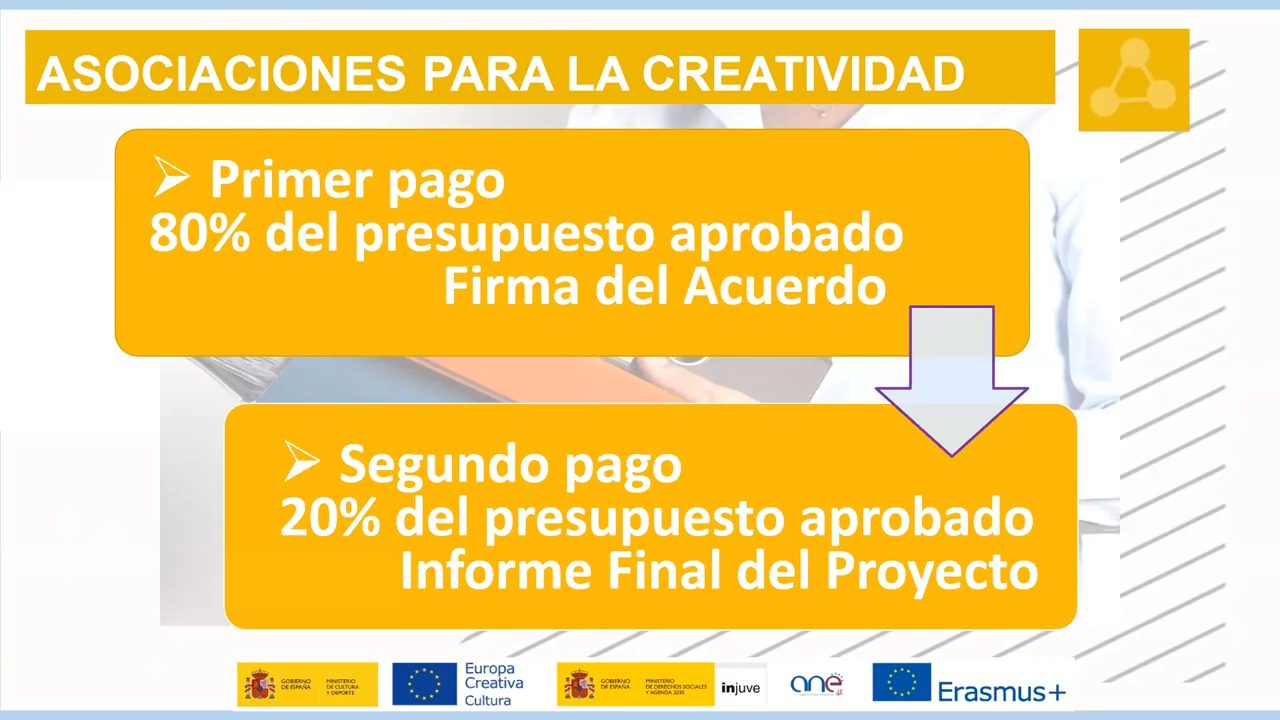 ASOCIACIONES PARA LA CREATIVIDAD
➢ Primer pago
80% del presupuesto aprobado
Firma del Acuerdo
➢ Segundo pago
20% del presupuesto aprobado
Informe Final del Proyecto
GOBIERNO
DE ESPAÑA
MINISTERIO
DE CULTURA
Y DEPORTE
Europa
Creativa
Cultura
GOBIERNO
DE ESPAÑA
MINISTERIO
DE DERECHOS SOCIALES
Y AGENDA 2030
injuve
ane
Erasmus+